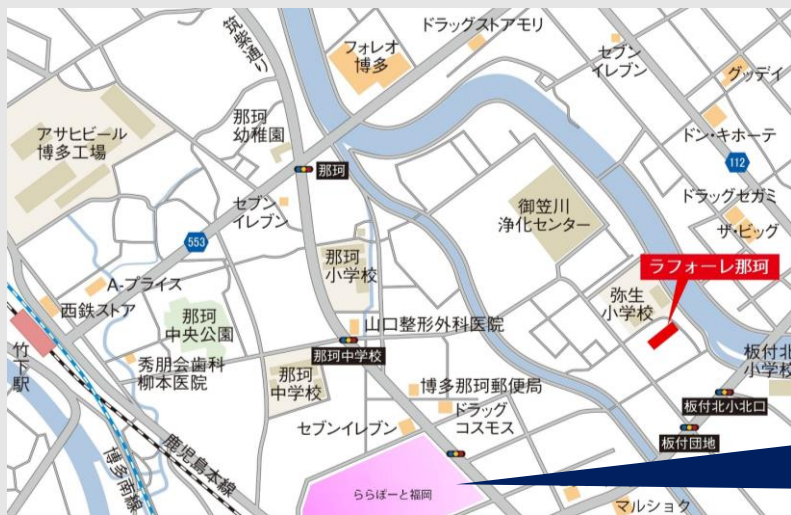 ドラッグストアモリ
筑紫通り
フォレオ
博多
セブン
イレブン
グッデイ
アサヒビール
博多工場
那珂
幼稚園
ドン・キホーテ
那珂
112
セブン
イレブン
御笠川
浄化センター
ドラッグセガミ
ザ・ビッグ
553
那珂
小学校
ラフォーレ那珂
A-プライス
西鉄ストア
弥生
小学校
那珂
中央公園
山口整形外科医院
竹下駅
那珂中学校
板付北
小学校
秀朋会歯科
柳本医院
那珂
中学校
博多那珂郵便局
板付北小北口
ドラッグ
コスモス
セブンイレブン
板付団地
鹿児島本線
博多南線
ららぽーと福岡
マルショク